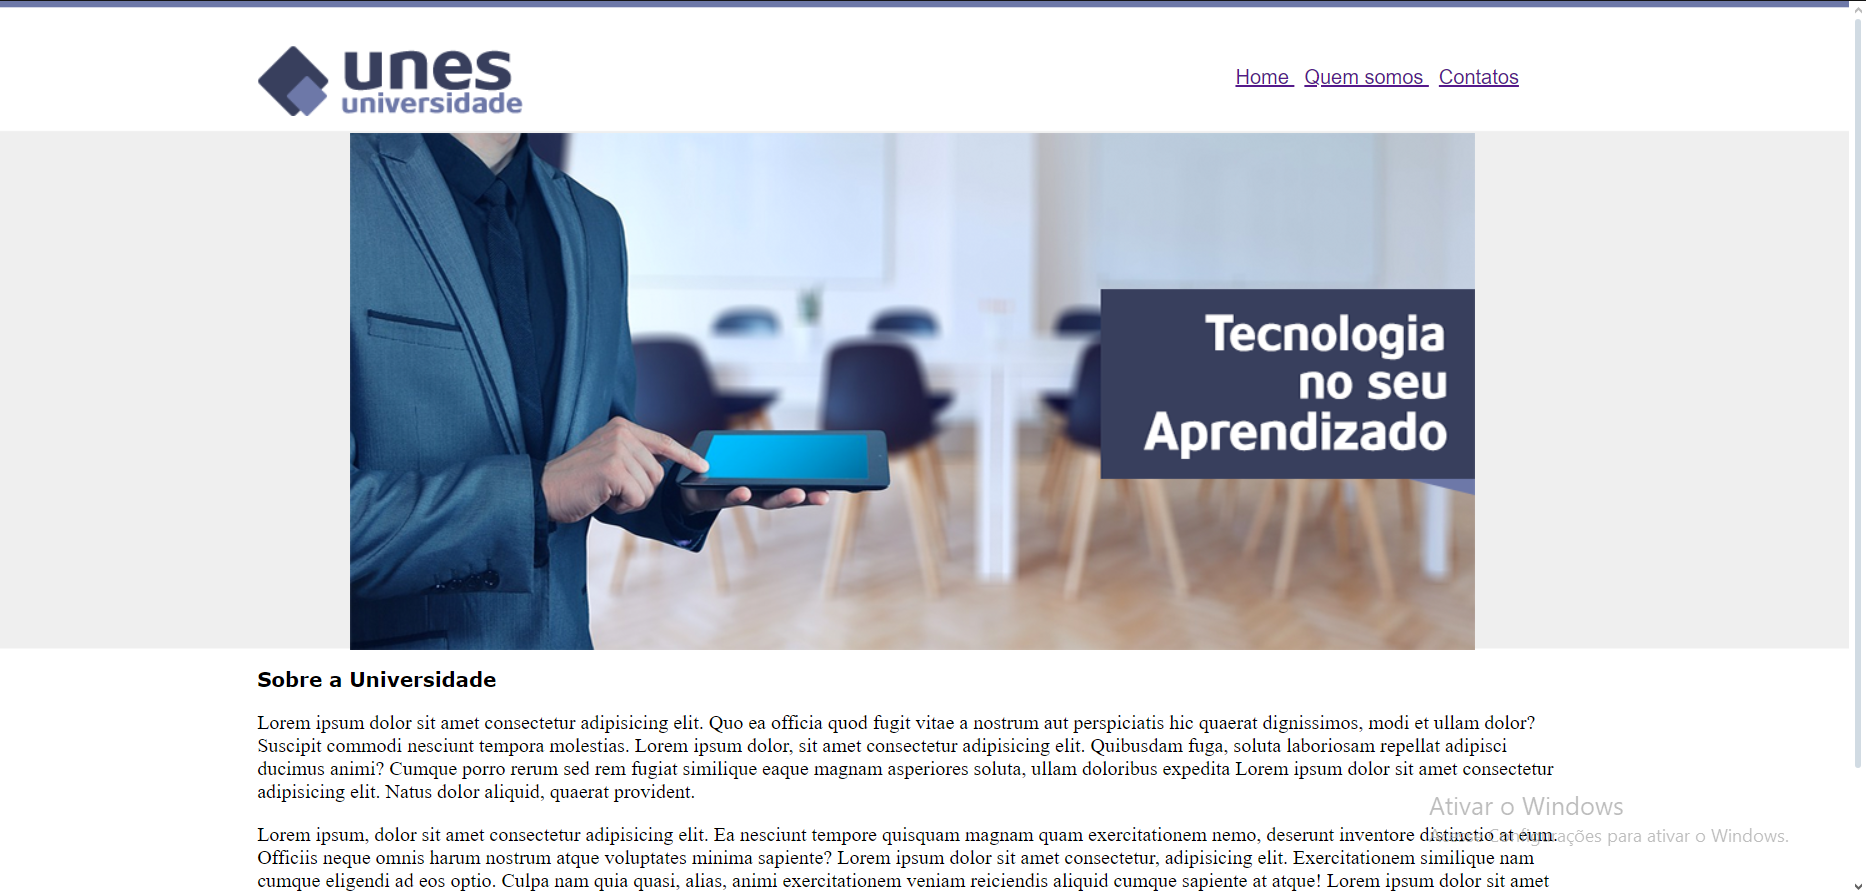 unes
universidade
Home Quem somos Contatos
Tecnologia
no seu
Aprendizado
Sobre a Universidade
Lorem ipsum dolor sit amet consectetur adipisicing elit. Quo ea officia quod fugit vitae a nostrum aut perspiciatis hic quaerat dignissimos, modi et ullam dolor?
Suscipit commodi nesciunt tempora molestias. Lorem ipsum dolor, sit amet consectetur adipisicing elit. Quibusdam fuga, soluta laboriosam repellat adipisci
ducimus animi? Cumque porro rerum sed rem fugiat similique eaque magnam asperiores soluta, ullam doloribus expedita Lorem ipsum dolor sit amet consectetur
adipisicing elit. Natus dolor aliquid, quaerat provident.
Ativar o Windows
Lorem ipsum, dolor sit amet consectetur adipisicing elit. Ea nesciunt tempore quisquam magnam quam exercitationem nemo, deserunt inventore distinctio at eum.
Acesse Configurações para ativar o Windows.
Officiis neque omnis harum nostrum atque voluptates minima sapiente? Lorem ipsum dolor sit amet consectetur, adipisicing elit. Exercitationem similique nam
cumque eligendi ad eos optio. Culpa nam quia quasi, alias, animi exercitationem veniam reiciendis aliquid cumque sapiente at atque! Lorem ipsum dolor sit amet